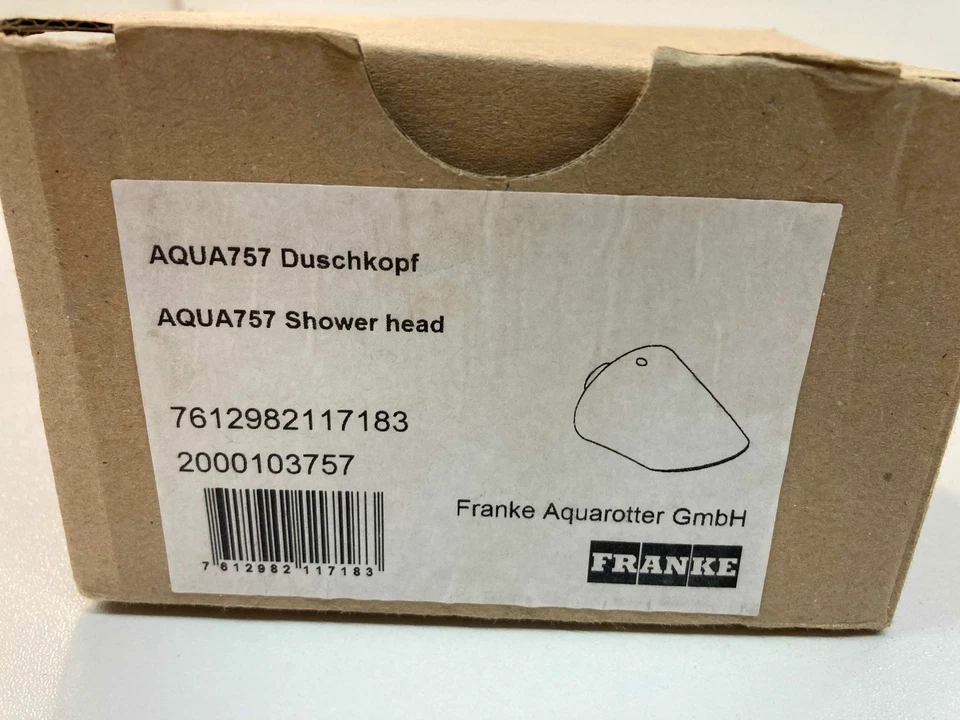 AQUA757 Duschkopf
AQUA757 Shower head
7612982117183
2000103757
7 612982 117183
Franke Aquarotter GmbH
FRANKE